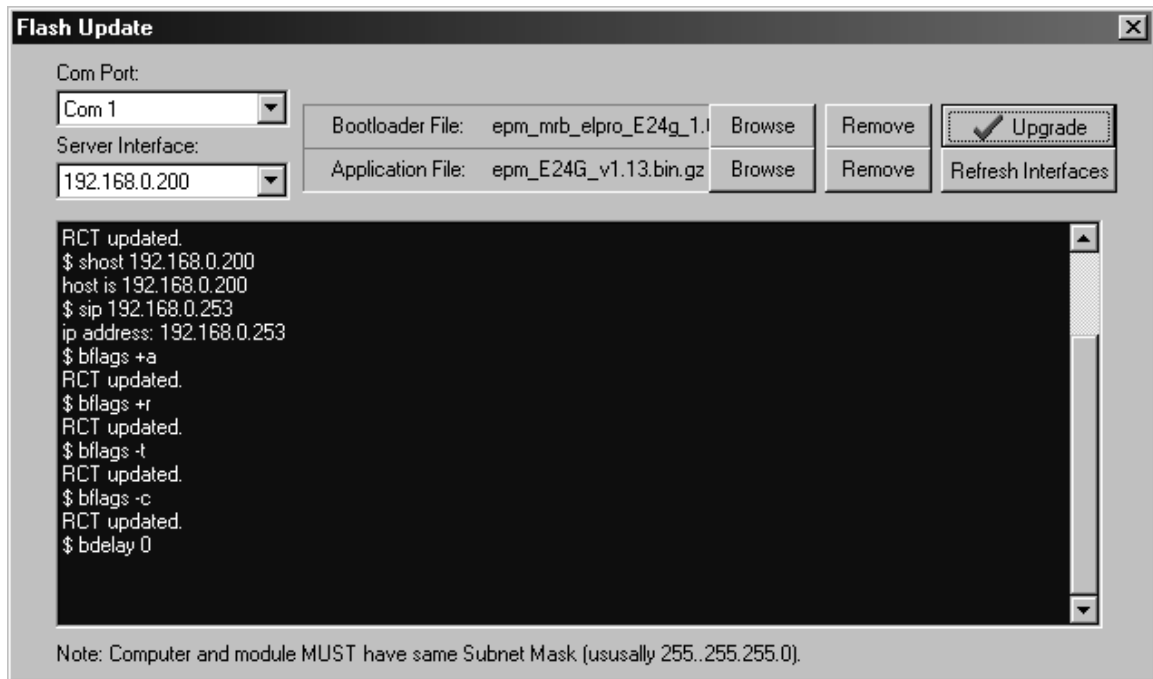 Flash Update
Com Port:
Com 1
Server Interface:
192.168.0.200
Bootloader File: epm_mrb_elpro_E24g_1. Browse Remove Upgrade
Application File: epm_E24G_v1.13.bin.gz Browse Remove Refresh Interfaces
RCT updated.
$ shost 192.168.0.200
host is 192.168.0.200
$ sip 192.168.0.253
ip address: 192.168.0.253
$ bflags +a
RCT updated.
$ bflags +r
RCT updated.
$ bflags -t
RCT updated.
$ bflags -c
RCT updated.
$ bdelay 0
Note: Computer and module MUST have same Subnet Mask (ususally 255..255.255.0).